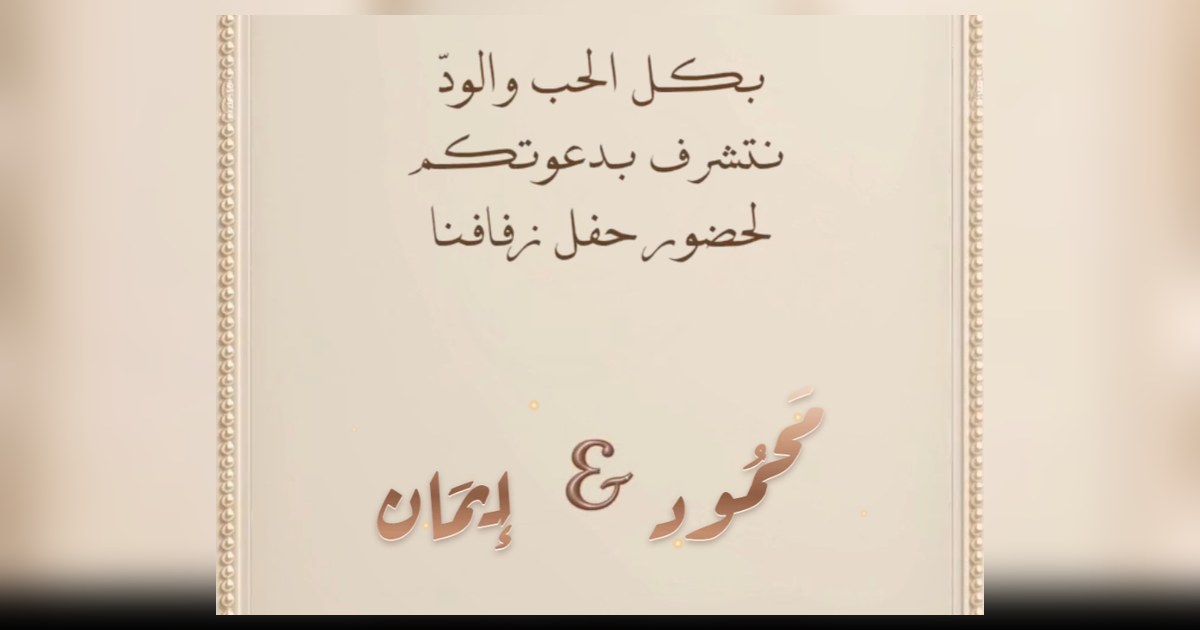 بكل الحب والودّ
نتشرف بدعوتكم
لحضور حفل زفافنا
مَحمُود & إيمَان